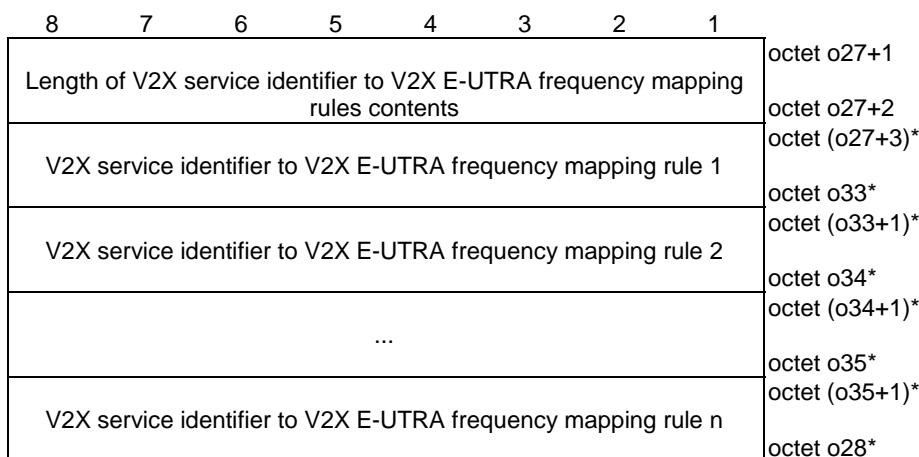 8 7 6 5 4 3 2 1
octet o27+1
Length of V2X service identifier to V2X E-UTRA frequency mapping
rules contents
octet o27+2
octet (o27+3)*
V2X service identifier to V2X E-UTRA frequency mapping rule 1
octet o33*
octet (o33+1)*
V2X service identifier to V2X E-UTRA frequency mapping rule 2
octet o34*
octet (o34+1)*
...
octet o35*
octet (o35+1)*
V2X service identifier to V2X E-UTRA frequency mapping rule n
octet o28*